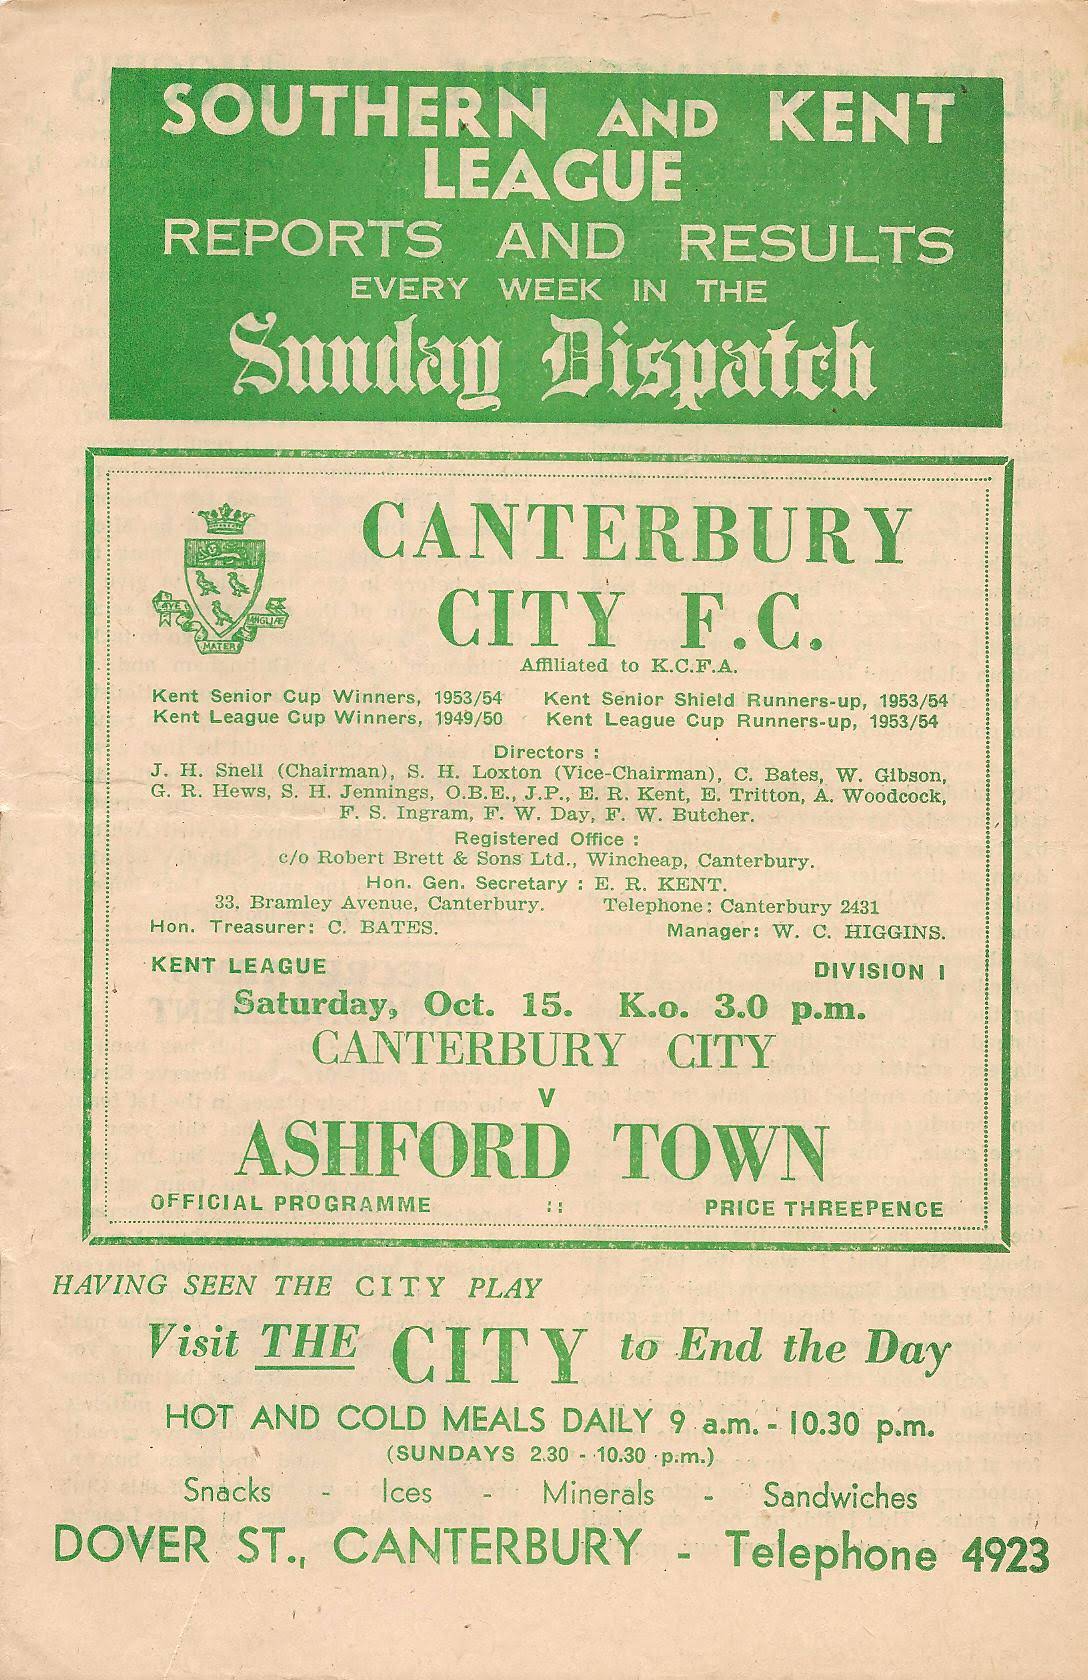 SOUTHERN AND KENT
LEAGUE
REPORTS AND RESULTS
EVERY WEEK IN THE
Sunday Dispatch
CANTERBURY
CITY F.C.
AVE MATER ANGLIÆ
Affiliated to K.C.F.A.
Kent Senior Cup Winners, 1953/54 Kent Senior Shield Runners-up, 1953/54
Kent League Cup Winners, 1949/50 Kent League Cup Runners-up, 1953/54
Directors :
J. H. Snell (Chairman), S. H. Loxton (Vice-Chairman), C. Bates, W. Gibson,
G. R. Hews, S. H. Jennings, O.B.E., J.P., E. R. Kent, E. Tritton, A. Woodcock,
F. S. Ingram, F. W. Day, F. W. Butcher.
Registered Office :
c/o Robert Brett & Sons Ltd., Wincheap, Canterbury.
Hon. Gen. Secretary : E. R. KENT.
33. Bramley Avenue, Canterbury. Telephone: Canterbury 2431
Hon. Treasurer: C. BATES. Manager: W. C. HIGGINS.
KENT LEAGUE DIVISION I
Saturday, Oct. 15. K.o. 3.0 p.m.
CANTERBURY CITY
v
ASHFORD TOWN
OFFICIAL PROGRAMME :: PRICE THREEPENCE
HAVING SEEN THE CITY PLAY
Visit THE CITY to End the Day
HOT AND COLD MEALS DAILY 9 a.m. - 10.30 p.m.
(SUNDAYS 2.30 - 10.30 p.m.)
Snacks - Ices - Minerals - Sandwiches
DOVER ST., CANTERBURY - Telephone 4923